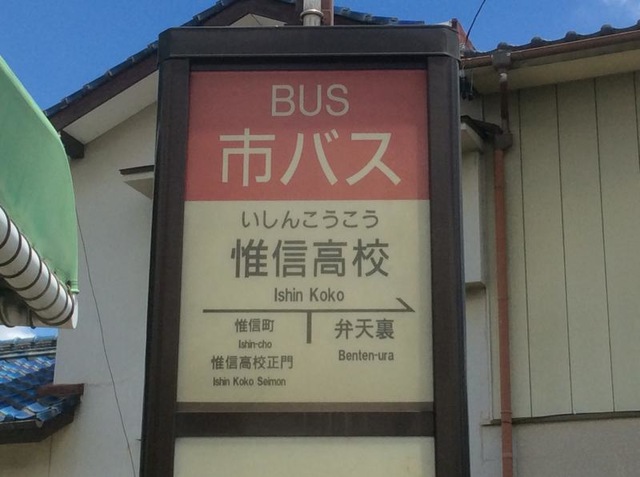 BUS
市バス
いしんこうこう
惟信高校
Ishin Koko
惟信町
Ishin-cho
惟信高校正門
Ishin Koko Seimon
弁天裏
Benten-ura